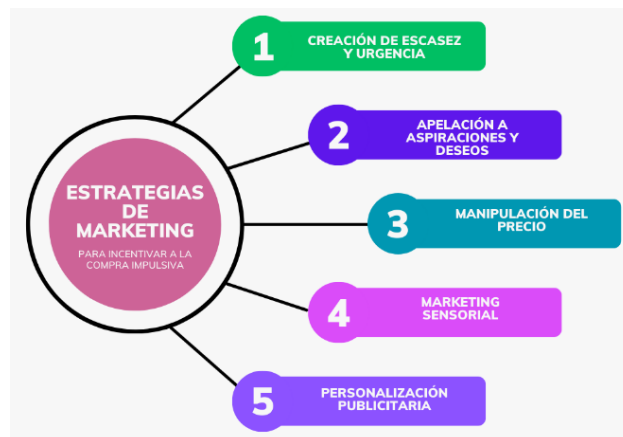 ESTRATEGIAS
DE
MARKETING
PARA INCENTIVAR A LA
COMPRA IMPULSIVA
1
CREACIÓN DE ESCASEZ
Y URGENCIA
2
APELACIÓN A
ASPIRACIONES Y
DESEOS
3
MANIPULACIÓN DEL
PRECIO
4
MARKETING
SENSORIAL
5
PERSONALIZACIÓN
PUBLICITARIA